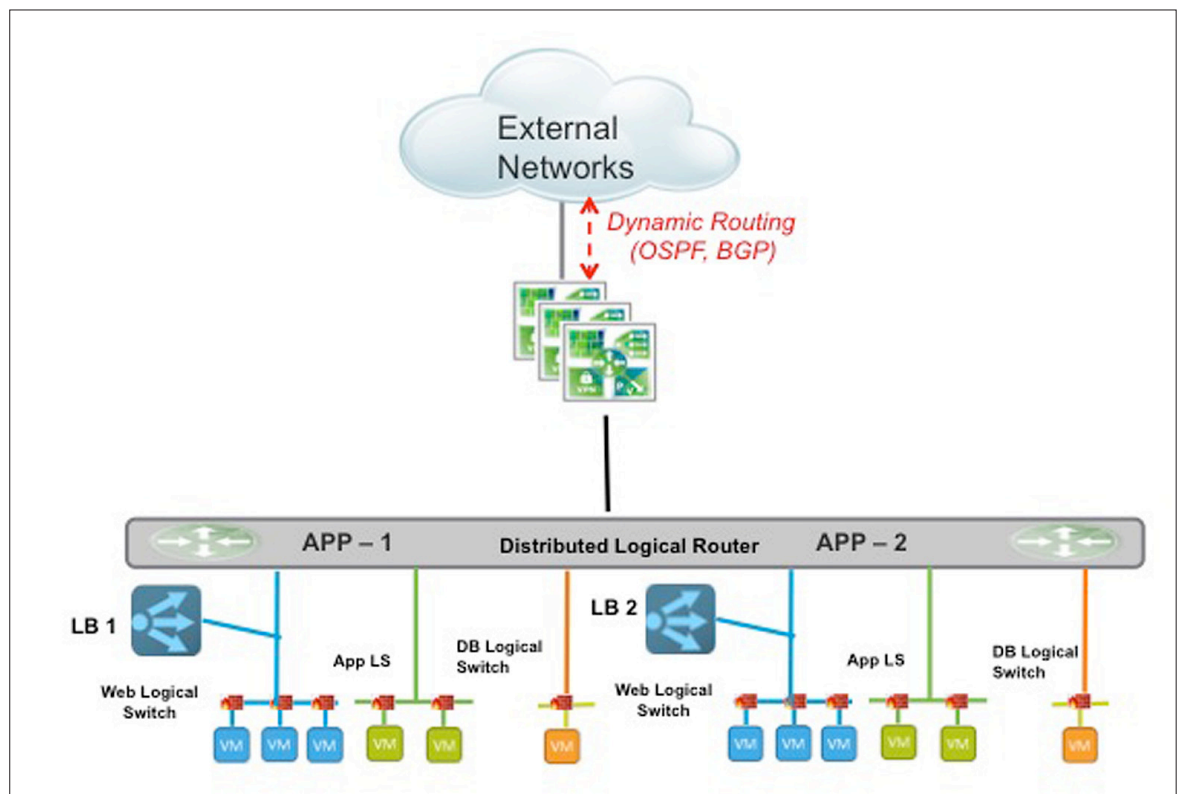 External
Networks
Dynamic Routing
(OSPF, BGP)
VPN
APP – 1
Distributed Logical Router
APP – 2
LB 1
LB 2
App LS
DB Logical
Switch
App LS
DB Logical
Switch
Web Logical
Switch
Web Logical
Switch
VM
VM
VM
VM
VM
VM
VM
VM
VM
VM
VM
VM